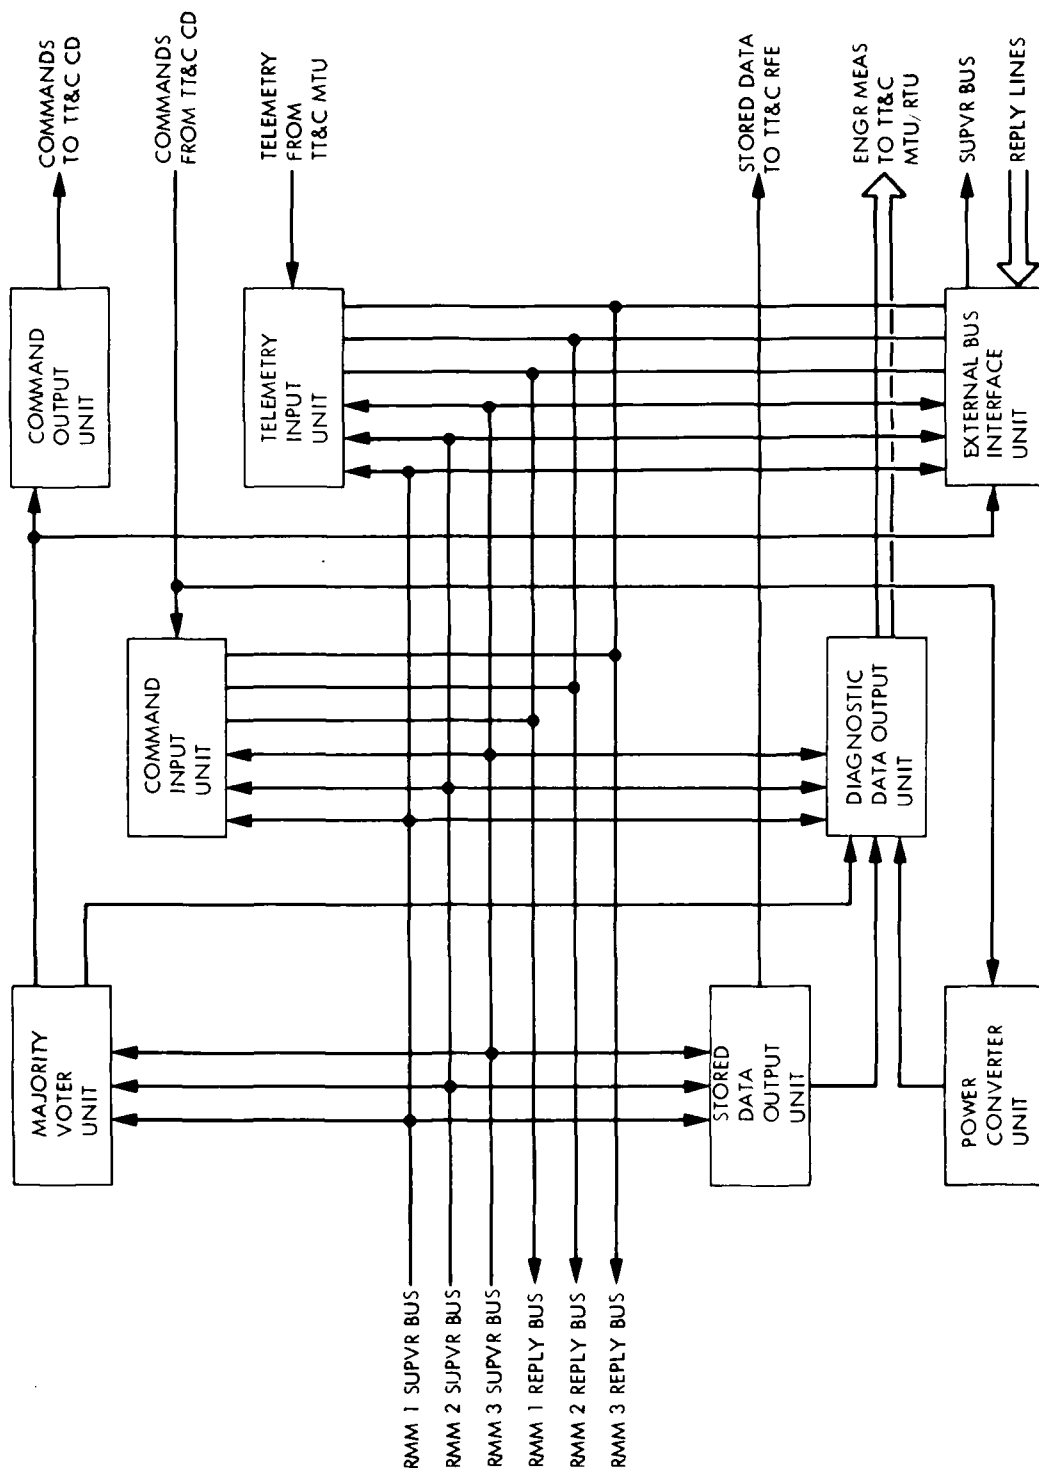 COMMANDS
TO TT&C CD
COMMANDS
FROM TT&C CD
TELEMETRY
FROM
TT&C MTU
STORED DATA
TO TT&C RFE
ENGR MEAS
TO TT&C
MTU/RTU
SUPVR BUS
REPLY LINES
COMMAND
OUTPUT
UNIT
TELEMETRY
INPUT
UNIT
EXTERNAL BUS
INTERFACE
UNIT
COMMAND
INPUT
UNIT
DIAGNOSTIC
DATA OUTPUT
UNIT
MAJORITY
VOTER
UNIT
STORED
DATA
OUTPUT
UNIT
POWER
CONVERTER
UNIT
RMM 1 SUPVR BUS
RMM 2 SUPVR BUS
RMM 3 SUPVR BUS
RMM 1 REPLY BUS
RMM 2 REPLY BUS
RMM 3 REPLY BUS